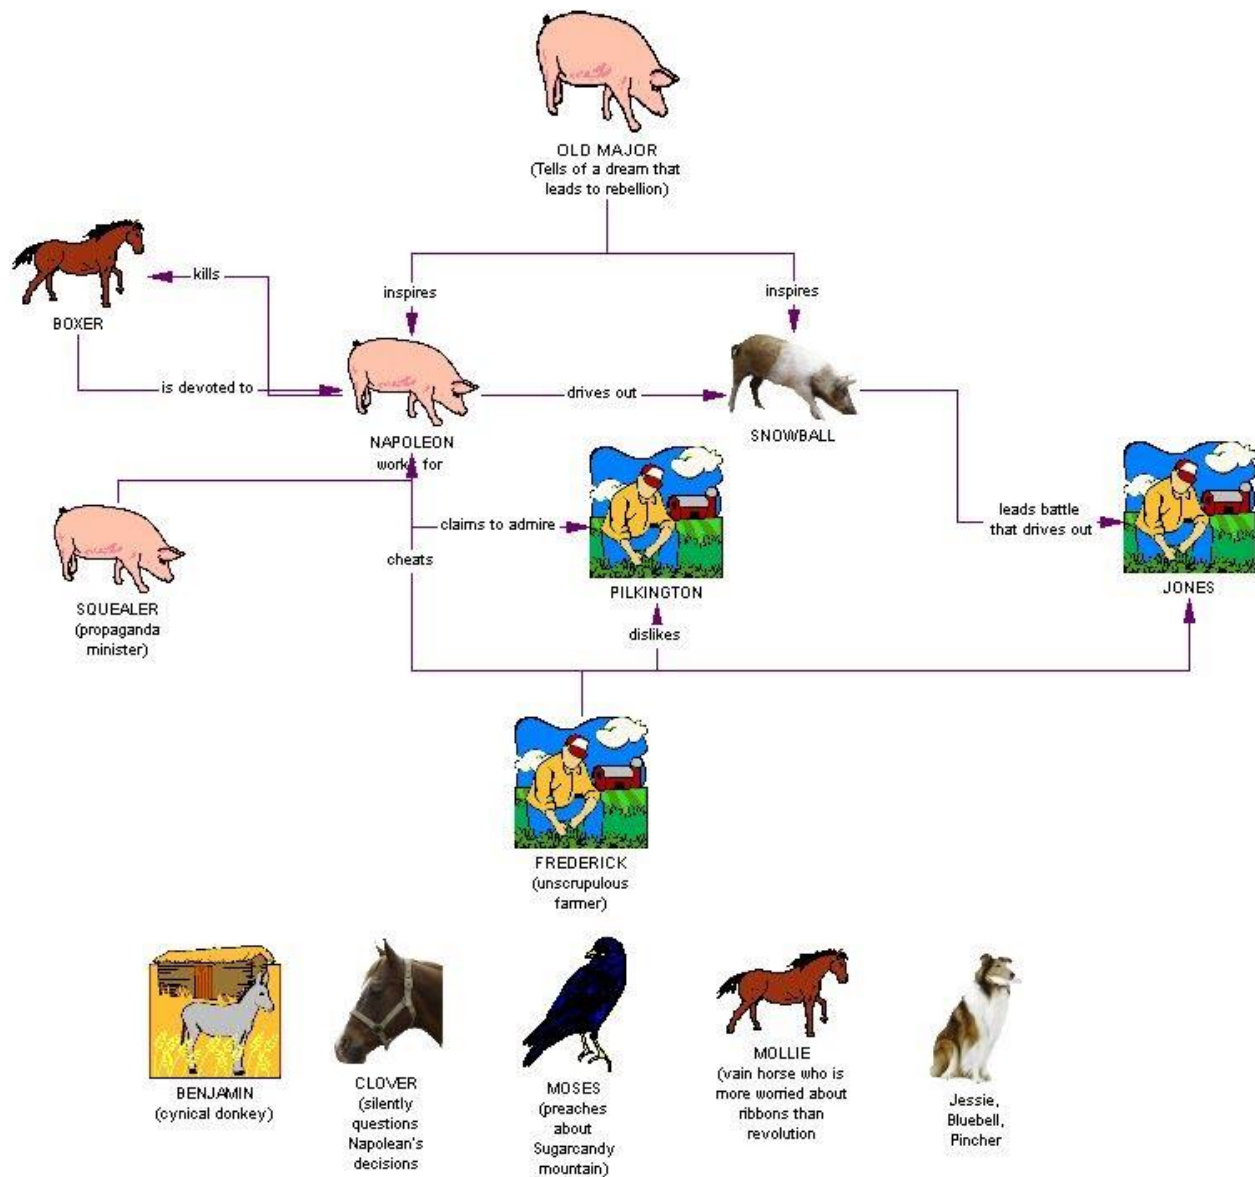 OLD MAJOR
(Tells of a dream that
leads to rebellion)
kills
inspires
inspires
BOXER
is devoted to
drives out
NAPOLEON
works for
SNOWBALL
claims to admire
leads battle
that drives out
cheats
PILKINGTON
JONES
SQUEALER
(propaganda
minister)
dislikes
FREDERICK
(unscrupulous
farmer)
BENJAMIN
(cynical donkey)
CLOVER
(silently
questions
Napolean's
decisions
MOSES
(preaches
about
Sugarcandy
mountain)
MOLLIE
(vain horse who is
more worried about
ribbons than
revolution
Jessie,
Bluebell,
Pincher